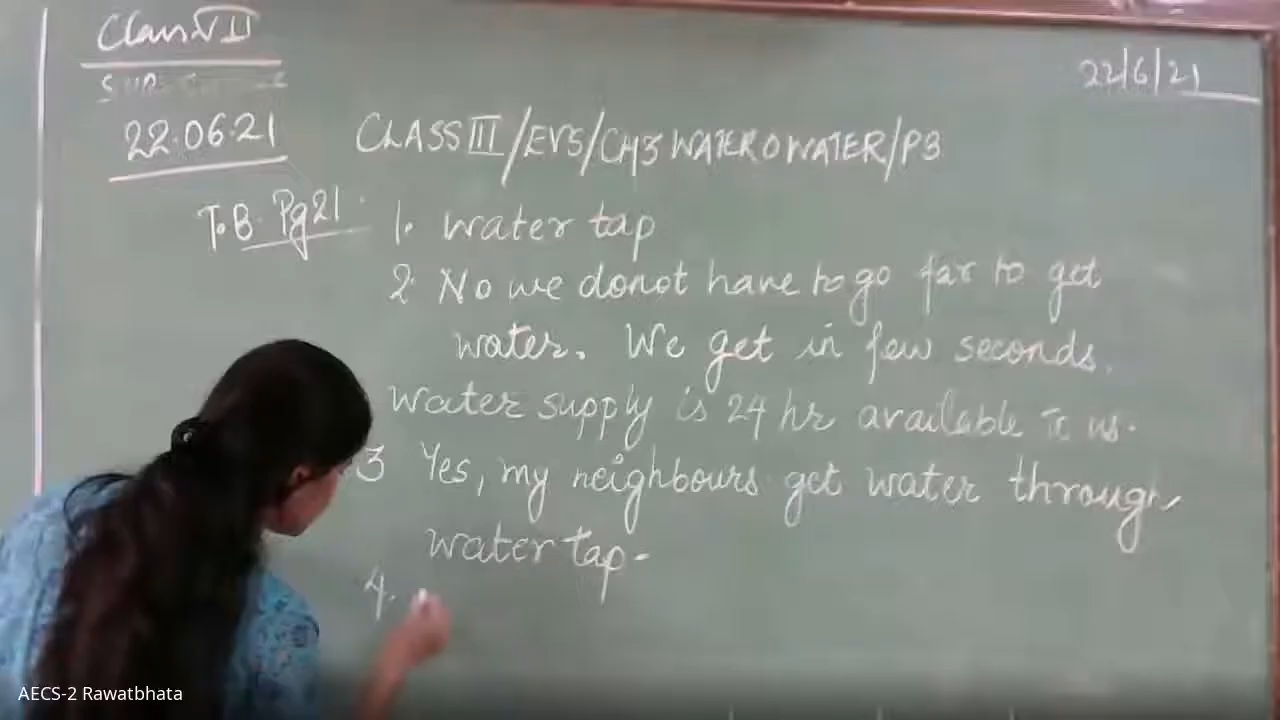 Class VII
22.06.21
22/6/21
CLASS III/EVS/CH3 WATER O WATER/P3
T.B. Pg 21.
1. Water tap
2. No we donot have to go far to get
water. We get in few seconds.
Water supply is 24 hr available to us.
3 Yes, my neighbours get water through
water tap.
4.
AECS-2 Rawatbhata